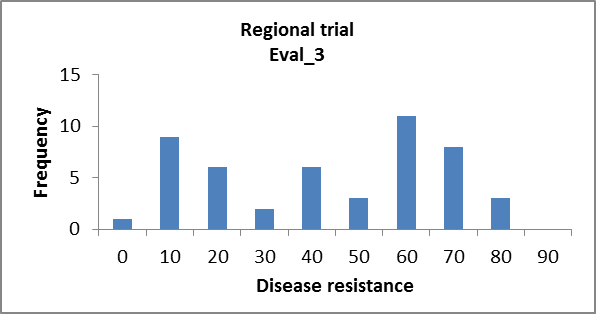 Regional trial
Eval_3
Frequency
15
10
5
0
0 10 20 30 40 50 60 70 80 90
Disease resistance